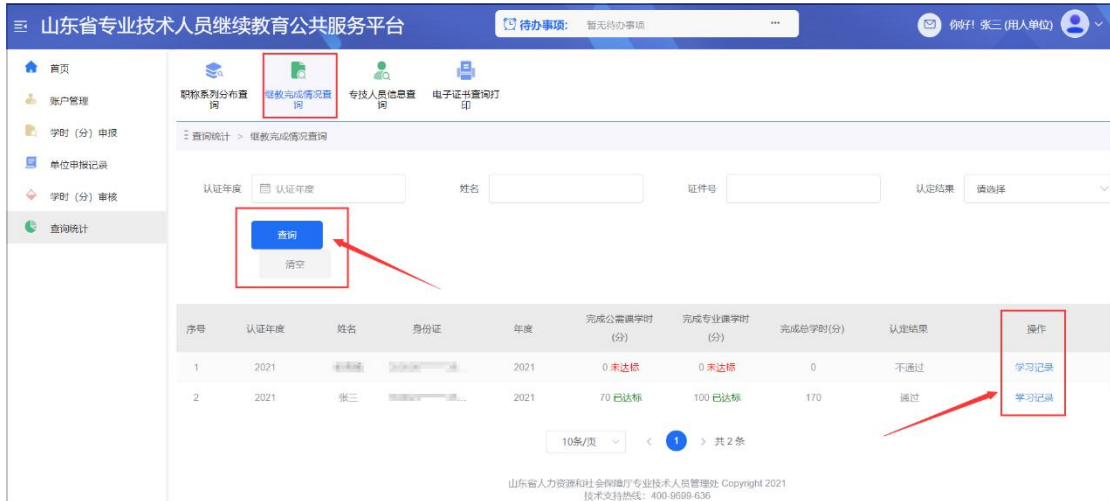 山东省专业技术人员继续教育公共服务平台
待办事项: 暂无待办事项 ...
你好! 张三 (用人单位)
首页
账户管理
学时（分）申报
单位申报记录
学时（分）审核
查询统计
职称系列分布查
询
继教完成情况查
询
专技人员信息查
询
电子证书查询打
印
查询统计 > 继教完成情况查询
认证年度 认证年度 姓名 证件号 认定结果 请选择
查询
清空
序号 认证年度 姓名 身份证 年度 完成公需课学时
(分) 完成专业课学时
(分) 完成总学时(分) 认定结果 操作
1 2021 2021 0 未达标 0 未达标 0 不通过 学习记录
2 2021 张三 2021 70 已达标 100 已达标 170 通过 学习记录
10条/页 < 1 > 共 2 条
山东省人力资源和社会保障厅专业技术人员管理处 Copyright 2021
技术支持热线：400-9699-636